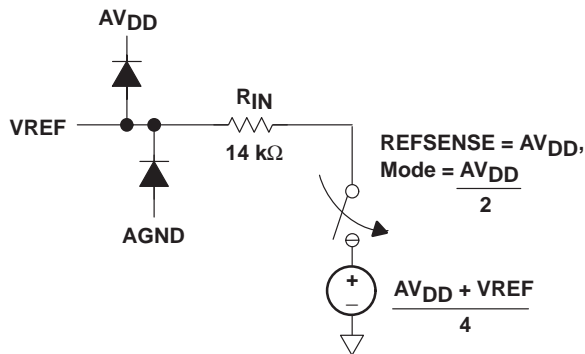 AVDD
RIN
VREF
14 kΩ
REFSENSE = AVDD,
Mode = AVDD
2
AGND
+
–
AVDD + VREF
4